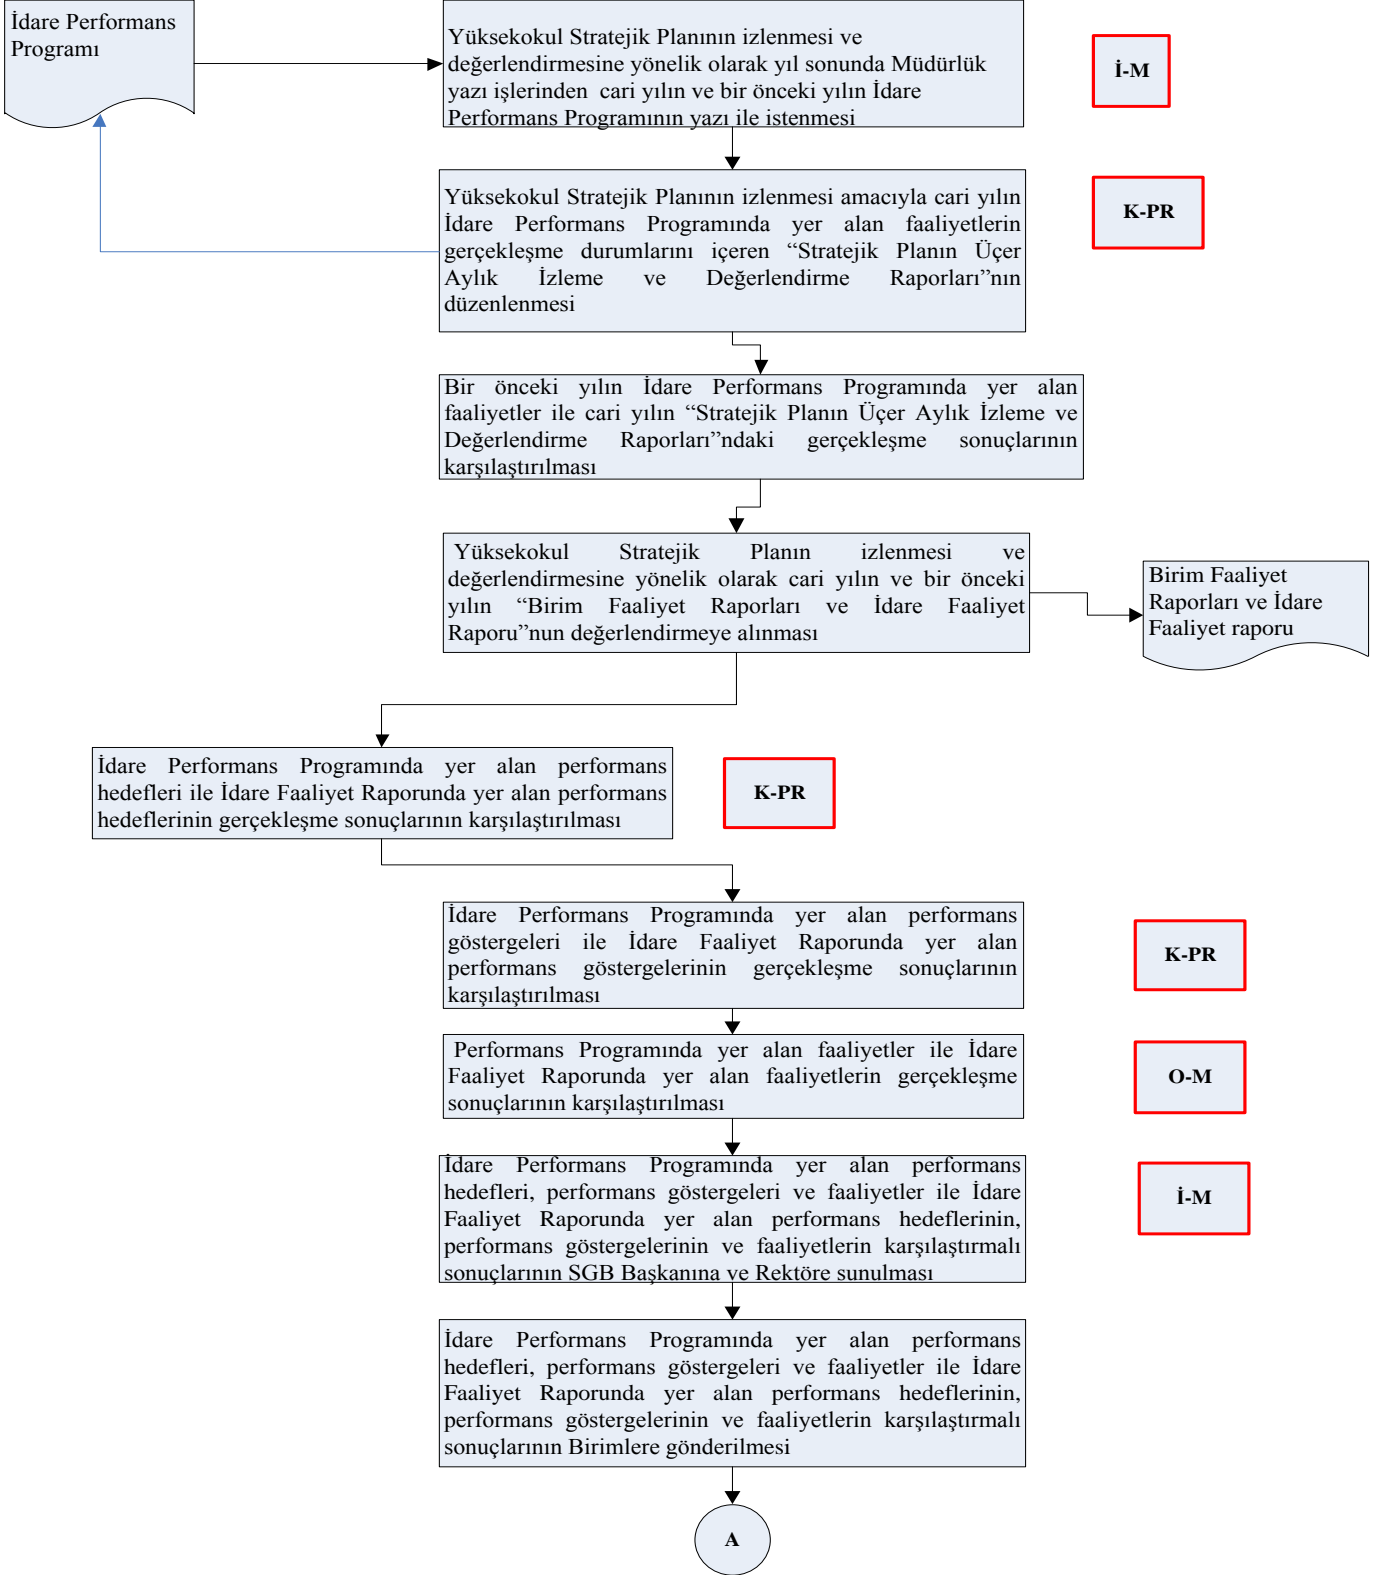 İdare Performans
Programı
Yüksekokul Stratejik Planının izlenmesi ve
değerlendirmesine yönelik olarak yıl sonunda Müdürlük
yazı işlerinden cari yılın ve bir önceki yılın İdare
Performans Programının yazı ile istenmesi
İ-M
Yüksekokul Stratejik Planının izlenmesi amacıyla cari yılın
İdare Performans Programında yer alan faaliyetlerin
gerçekleşme durumlarını içeren “Stratejik Planın Üçer
Aylık İzleme ve Değerlendirme Raporları”nın
düzenlenmesi
K-PR
Bir önceki yılın İdare Performans Programında yer alan
faaliyetler ile cari yılın “Stratejik Planın Üçer Aylık İzleme ve
Değerlendirme Raporları”ndaki gerçekleşme sonuçlarının
karşılaştırılması
Yüksekokul Stratejik Planın izlenmesi ve
değerlendirmesine yönelik olarak cari yılın ve bir önceki
yılın “Birim Faaliyet Raporları ve İdare Faaliyet
Raporu”nun değerlendirmeye alınması
Birim Faaliyet
Raporları ve İdare
Faaliyet raporu
İdare Performans Programında yer alan performans
hedefleri ile İdare Faaliyet Raporunda yer alan performans
hedeflerinin gerçekleşme sonuçlarının karşılaştırılması
K-PR
İdare Performans Programında yer alan performans
göstergeleri ile İdare Faaliyet Raporunda yer alan
performans göstergelerinin gerçekleşme sonuçlarının
karşılaştırılması
K-PR
Performans Programında yer alan faaliyetler ile İdare
Faaliyet Raporunda yer alan faaliyetlerin gerçekleşme
sonuçlarının karşılaştırılması
O-M
İdare Performans Programında yer alan performans
hedefleri, performans göstergeleri ve faaliyetler ile İdare
Faaliyet Raporunda yer alan performans hedeflerinin,
performans göstergelerinin ve faaliyetlerin karşılaştırmalı
sonuçlarının SGB Başkanına ve Rektöre sunulması
İ-M
İdare Performans Programında yer alan performans
hedefleri, performans göstergeleri ve faaliyetler ile İdare
Faaliyet Raporunda yer alan performans hedeflerinin,
performans göstergelerinin ve faaliyetlerin karşılaştırmalı
sonuçlarının Birimlere gönderilmesi
A